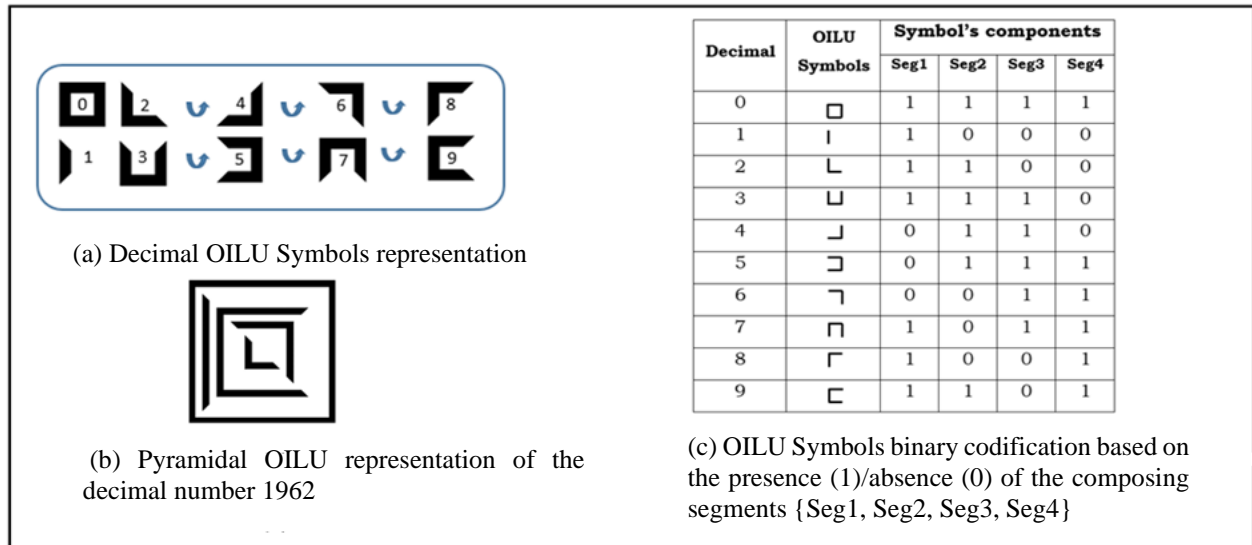 0 2 4 6 8
1 3 5 7 9
(a) Decimal OILU Symbols representation
(b) Pyramidal OILU representation of the
decimal number 1962
Decimal OILU Symbols Symbol's components
Seg1 Seg2 Seg3 Seg4
0 1 1 1 1
1 1 0 0 0
2 1 1 0 0
3 1 1 1 0
4 0 1 1 0
5 0 1 1 1
6 0 0 1 1
7 1 0 1 1
8 1 0 0 1
9 1 1 0 1
(c) OILU Symbols binary codification based on
the presence (1)/absence (0) of the composing
segments {Seg1, Seg2, Seg3, Seg4}